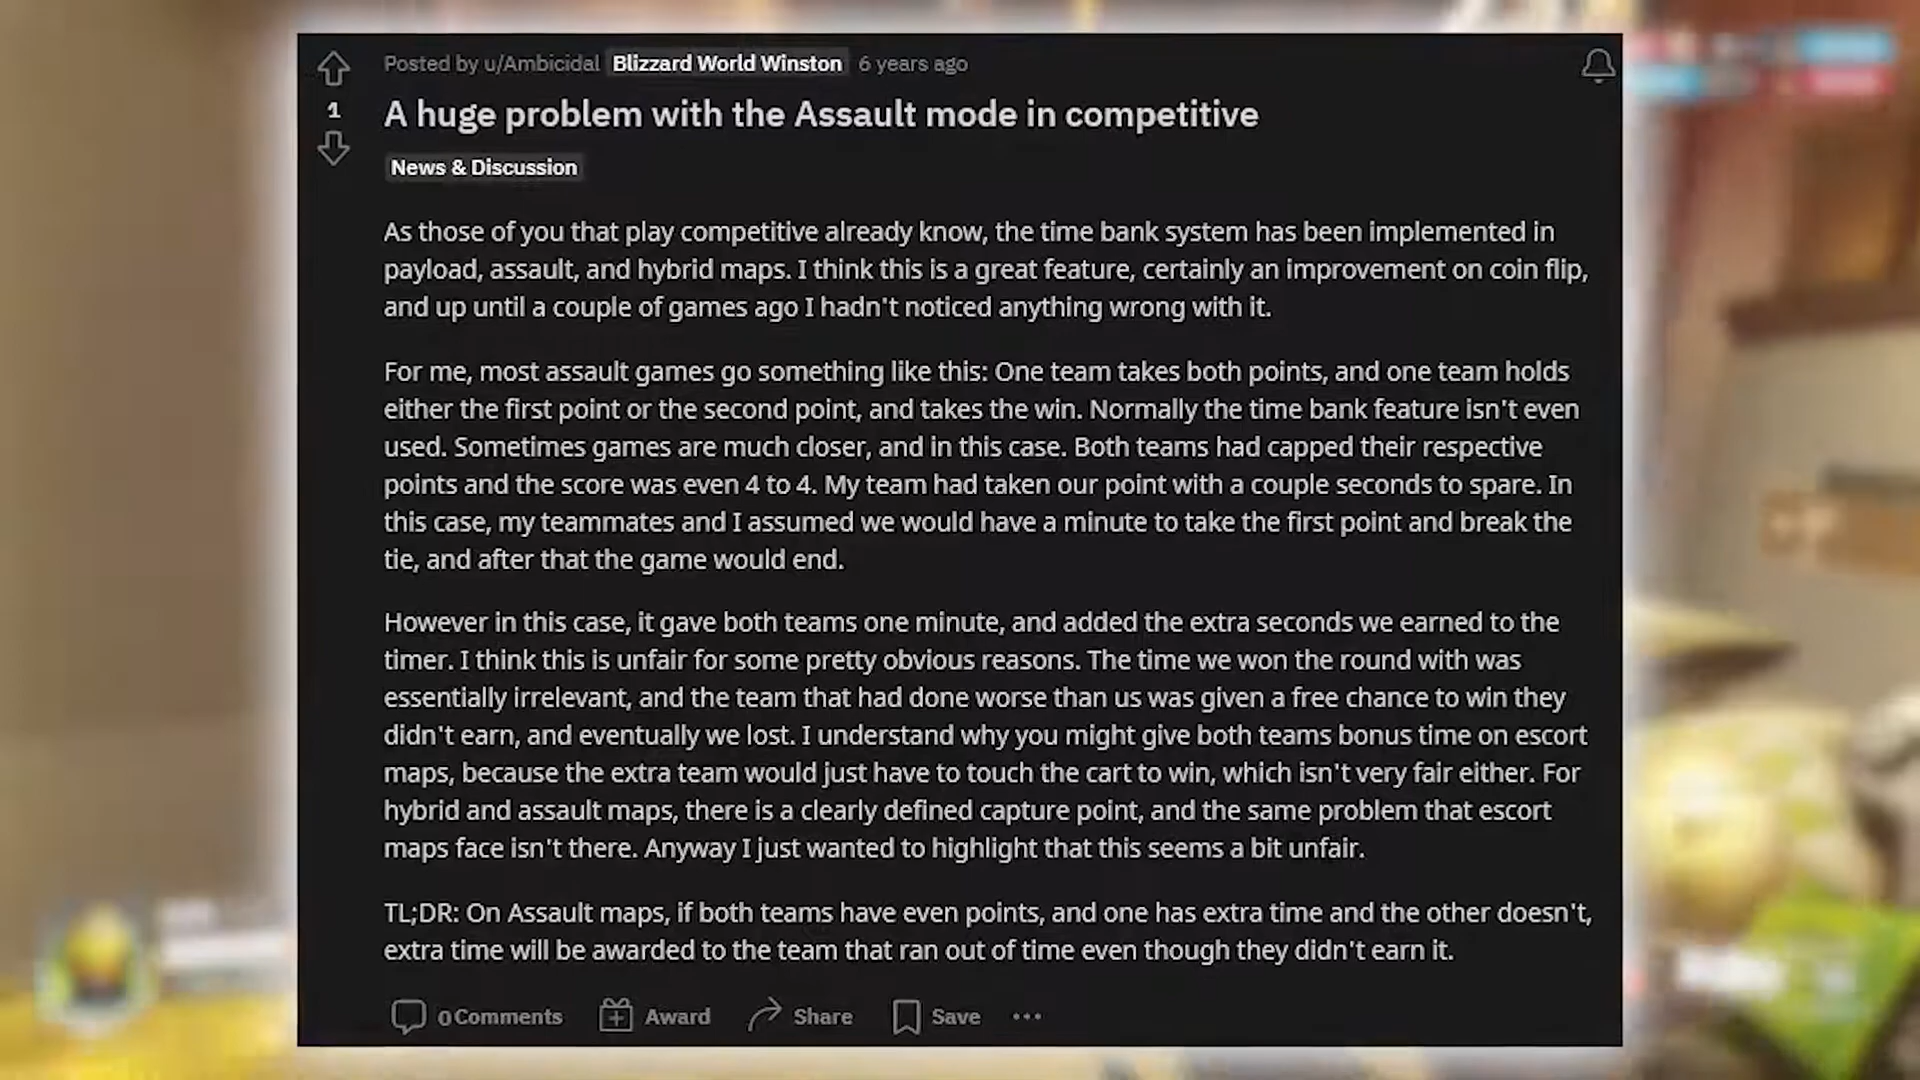 Posted by u/Ambicidal Blizzard World Winston 6 years ago
1
A huge problem with the Assault mode in competitive
News & Discussion
As those of you that play competitive already know, the time bank system has been implemented in
payload, assault, and hybrid maps. I think this is a great feature, certainly an improvement on coin flip,
and up until a couple of games ago I hadn't noticed anything wrong with it.
For me, most assault games go something like this: One team takes both points, and one team holds
either the first point or the second point, and takes the win. Normally the time bank feature isn't even
used. Sometimes games are much closer, and in this case. Both teams had capped their respective
points and the score was even 4 to 4. My team had taken our point with a couple seconds to spare. In
this case, my teammates and I assumed we would have a minute to take the first point and break the
tie, and after that the game would end.
However in this case, it gave both teams one minute, and added the extra seconds we earned to the
timer. I think this is unfair for some pretty obvious reasons. The time we won the round with was
essentially irrelevant, and the team that had done worse than us was given a free chance to win they
didn't earn, and eventually we lost. I understand why you might give both teams bonus time on escort
maps, because the extra team would just have to touch the cart to win, which isn't very fair either. For
hybrid and assault maps, there is a clearly defined capture point, and the same problem that escort
maps face isn't there. Anyway I just wanted to highlight that this seems a bit unfair.
TL;DR: On Assault maps, if both teams have even points, and one has extra time and the other doesn't,
extra time will be awarded to the team that ran out of time even though they didn't earn it.
0 Comments Award Share Save